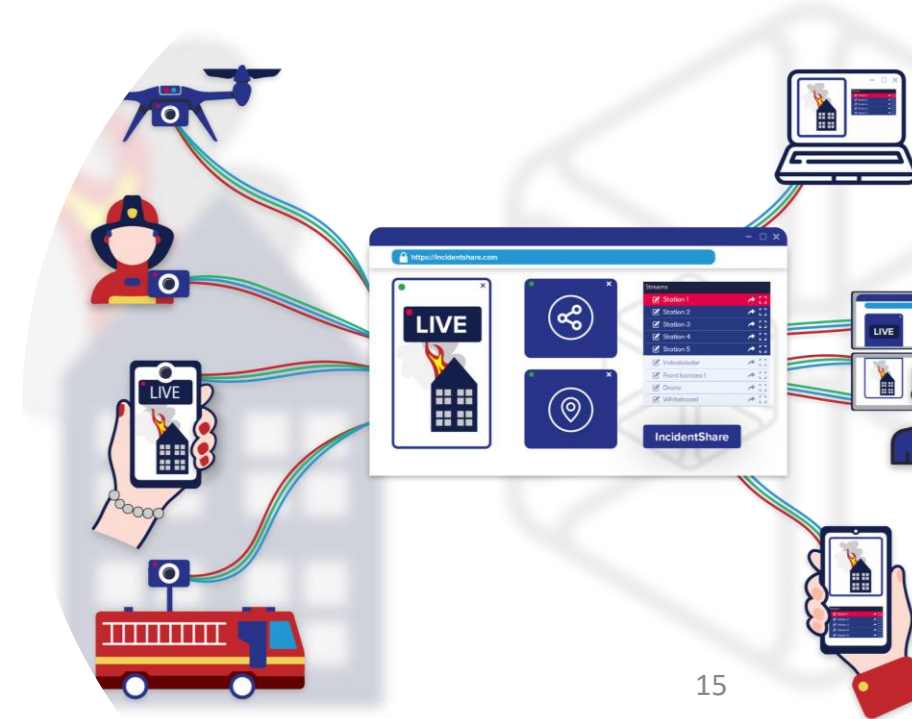 https://incidentshare.com
LIVE
Streams
Station 1
Station 2
Station 3
Station 4
Station 5
Indsatsleder
Front kamera 1
Drone
Whiteboard
IncidentShare
LIVE
LIVE
15